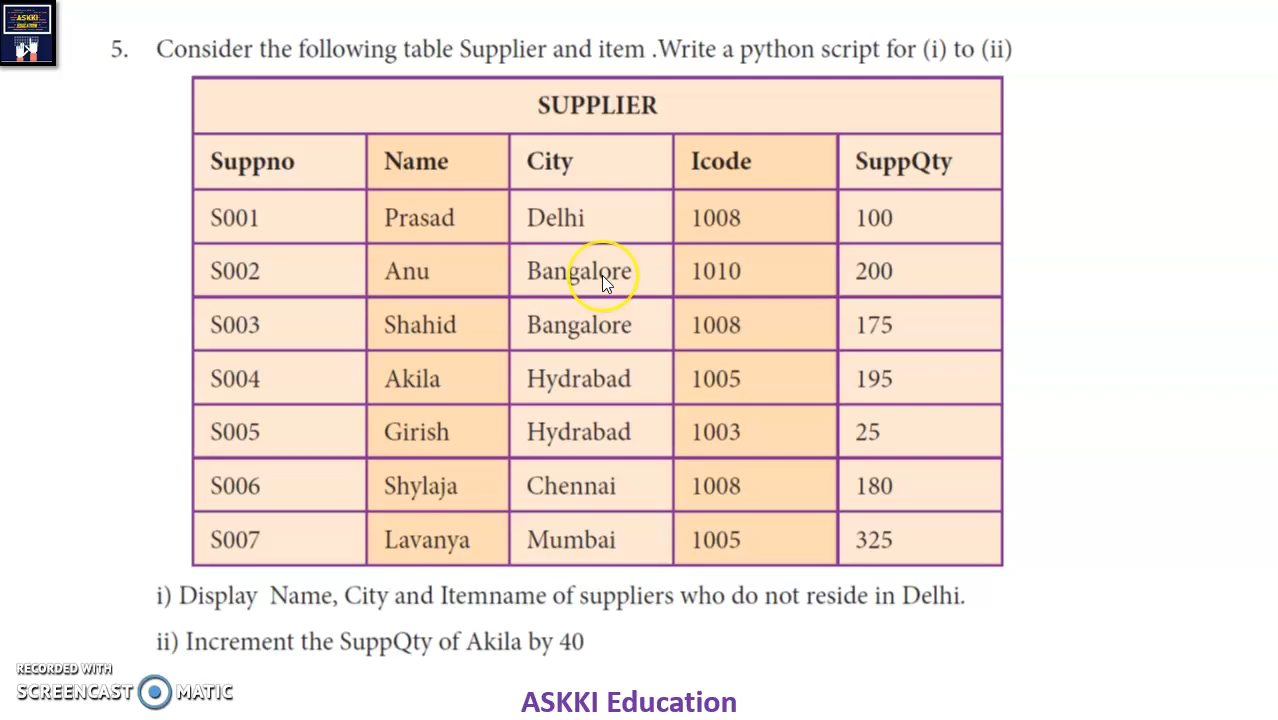 ASKKI
EDUCATION
5. Consider the following table Supplier and item .Write a python script for (i) to (ii)
SUPPLIER
Suppno Name City Icode SuppQty
S001 Prasad Delhi 1008 100
S002 Anu Bangalore 1010 200
S003 Shahid Bangalore 1008 175
S004 Akila Hydrabad 1005 195
S005 Girish Hydrabad 1003 25
S006 Shylaja Chennai 1008 180
S007 Lavanya Mumbai 1005 325
i) Display Name, City and Itemname of suppliers who do not reside in Delhi.
ii) Increment the SuppQty of Akila by 40
RECORDED WITH
SCREENCAST MATIC
ASKKI Education